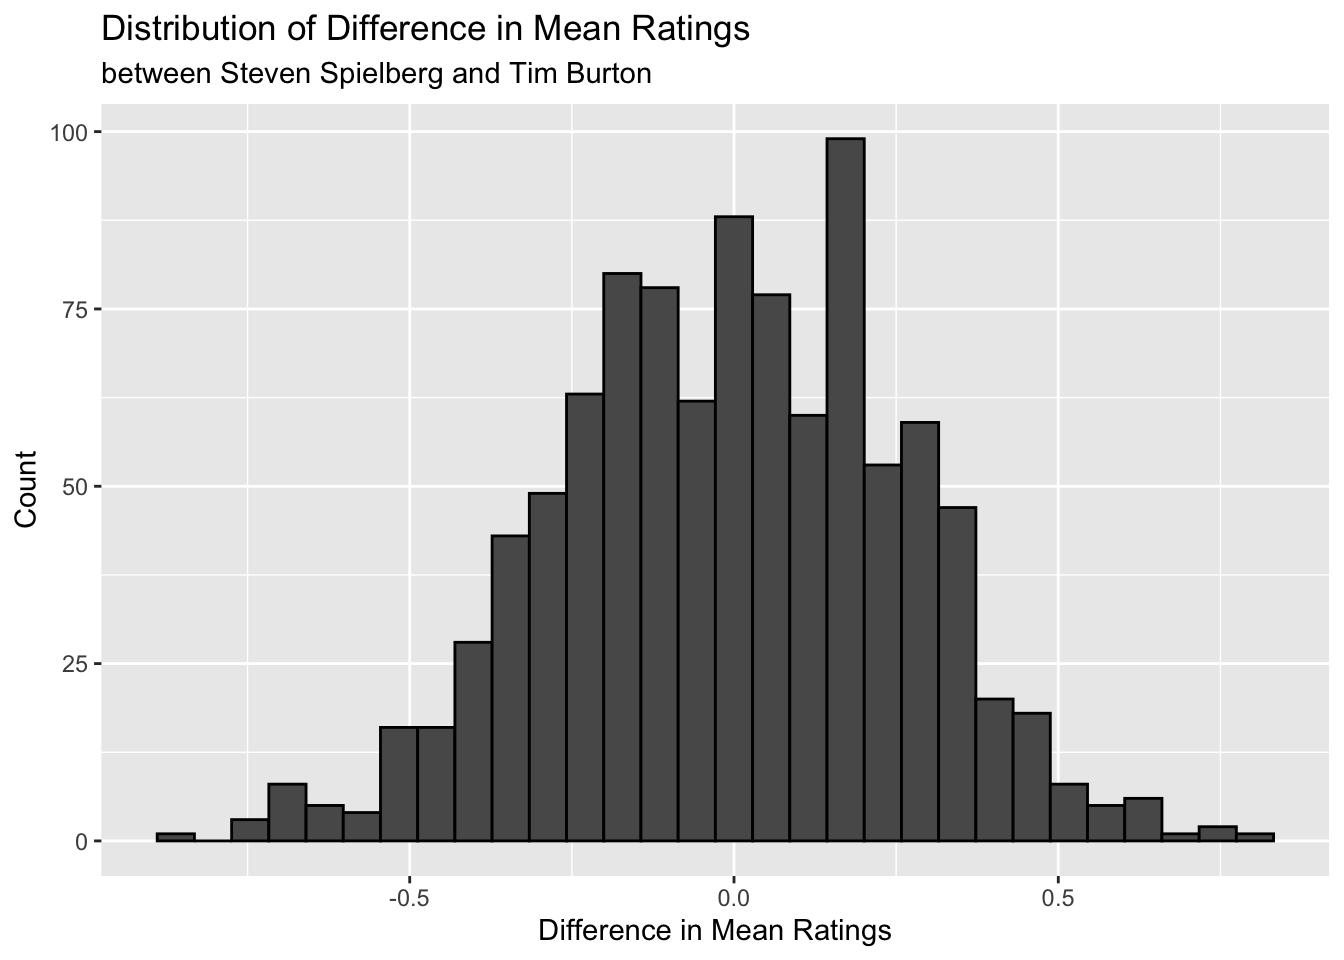 Distribution of Difference in Mean Ratings
between Steven Spielberg and Tim Burton
100
75
50
25
0
Count
-0.5
0.0
0.5
Difference in Mean Ratings